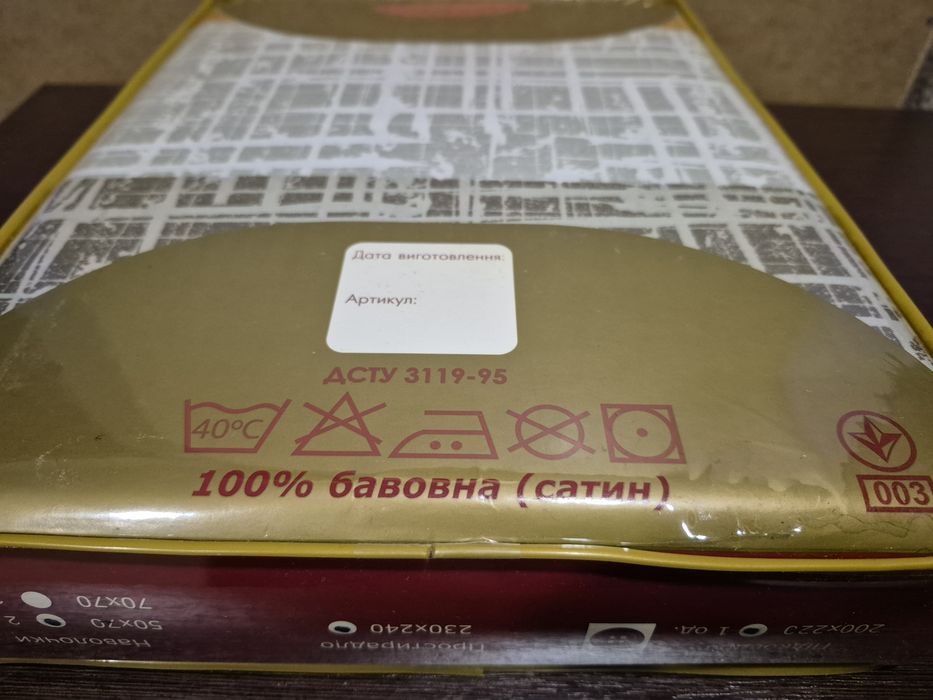 Дата виготовлення:
Артикул:
ДСТУ 3119-95
40°C
100% бавовна (сатин)
003
200x220
1 од.
Простирадло
230x240
Наволочки
50x70 2
70x70